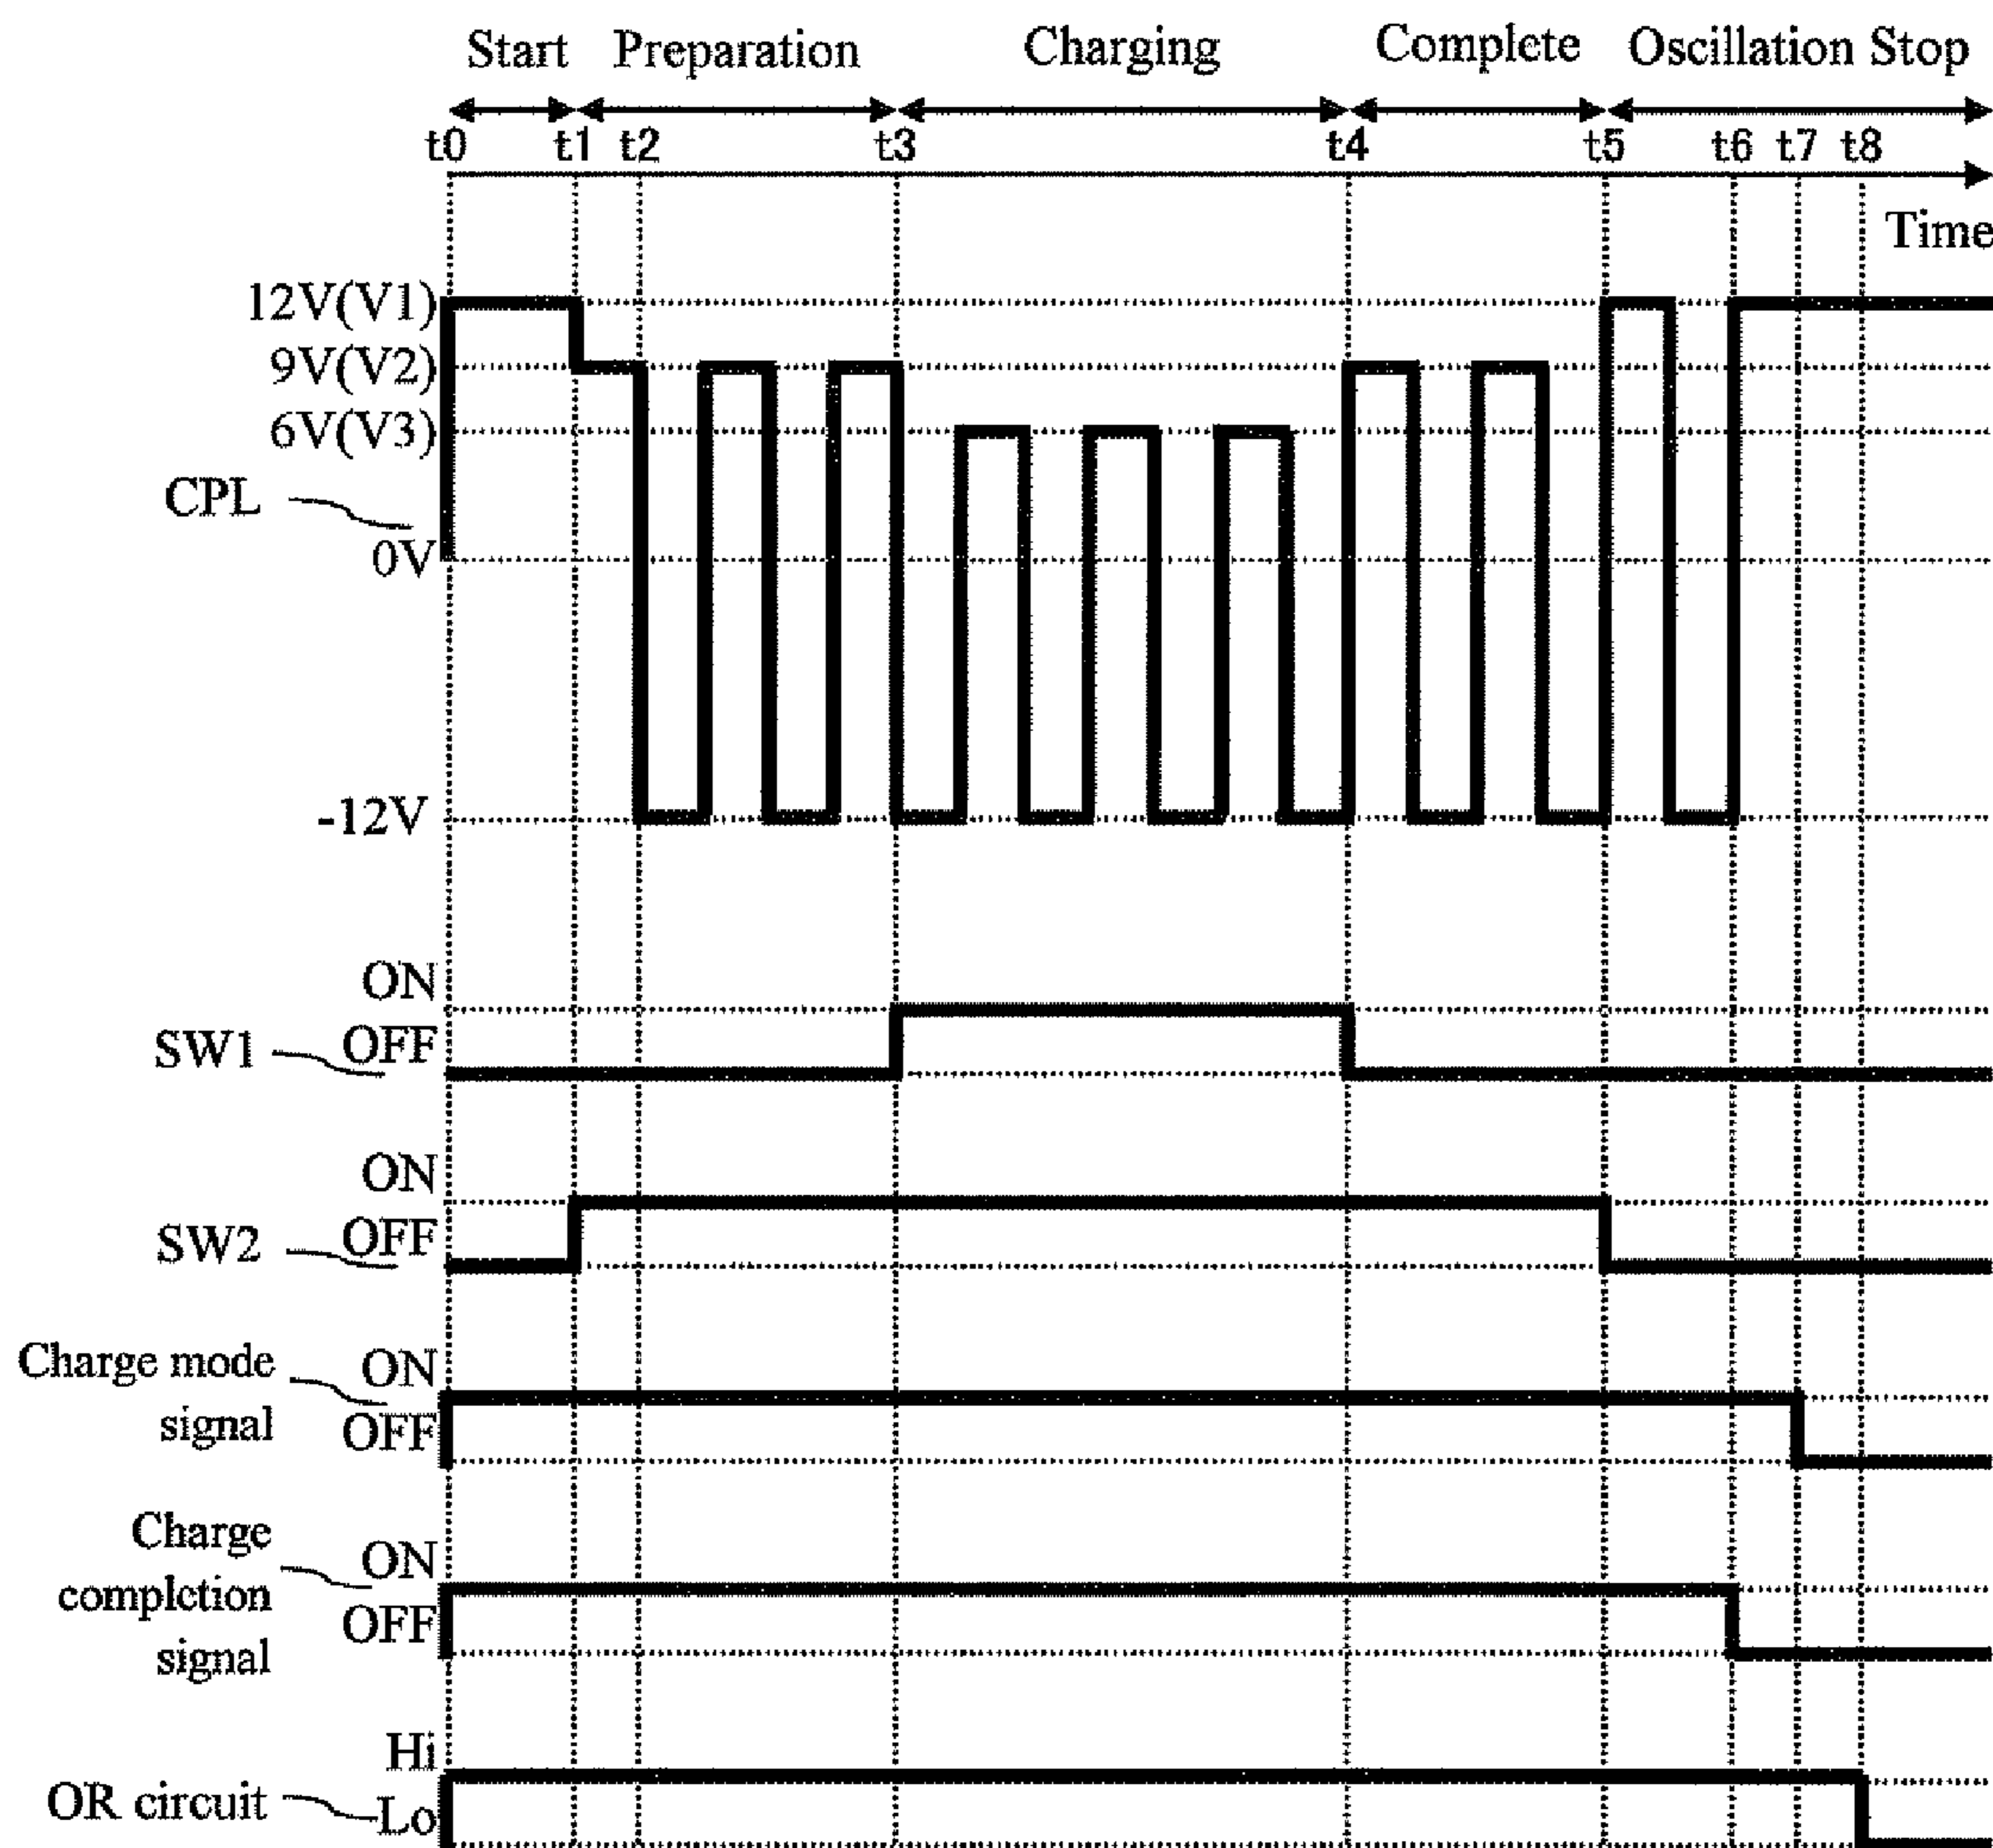 Start Preparation Charging Complete Oscillation Stop
t0 t1 t2 t3 t4 t5 t6 t7 t8
Time
12V(V1)
9V(V2)
6V(V3)
CPL
0V
-12V
ON
SW1 OFF
ON
SW2 OFF
Charge mode ON
signal OFF
Charge
ON
completion
OFF
signal
Hi
OR circuit Lo